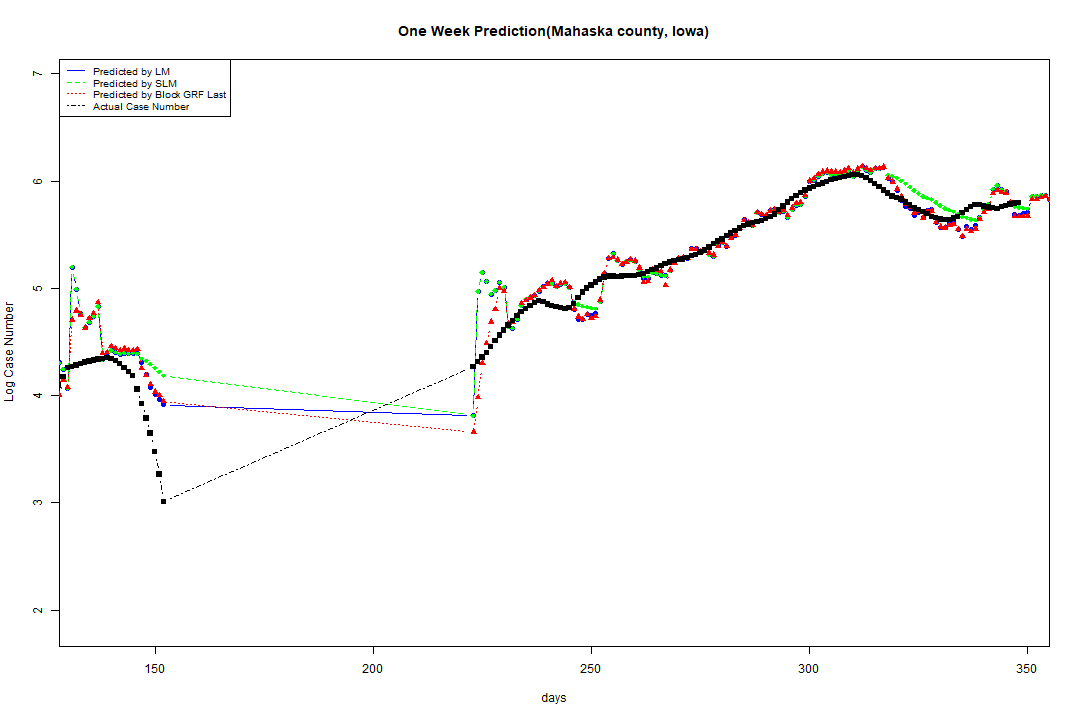 One Week Prediction(Mahaska county, Iowa)
Predicted by LM
Predicted by SLM
Predicted by Block GRF Last
Actual Case Number
7
6
5
4
3
2
Log Case Number
150 200 250 300 350
days